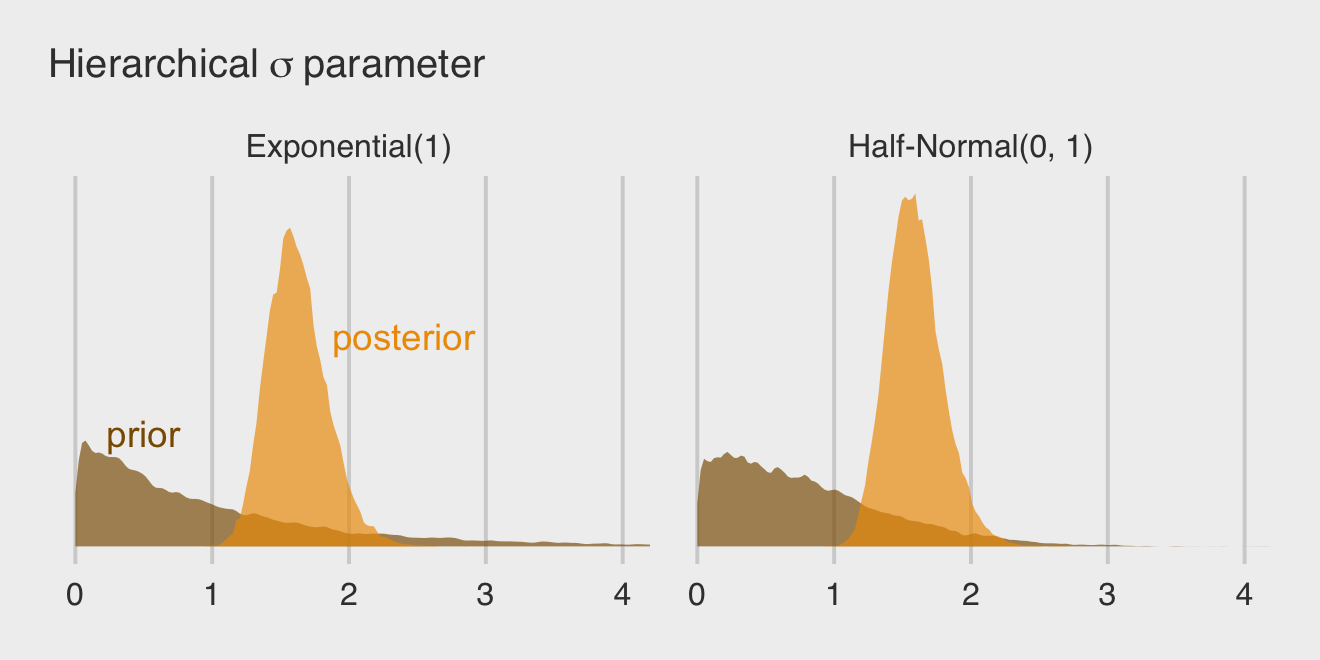 Hierarchical σ parameter
Exponential(1)
Half-Normal(0, 1)
posterior
prior
0 1 2 3 4
0 1 2 3 4